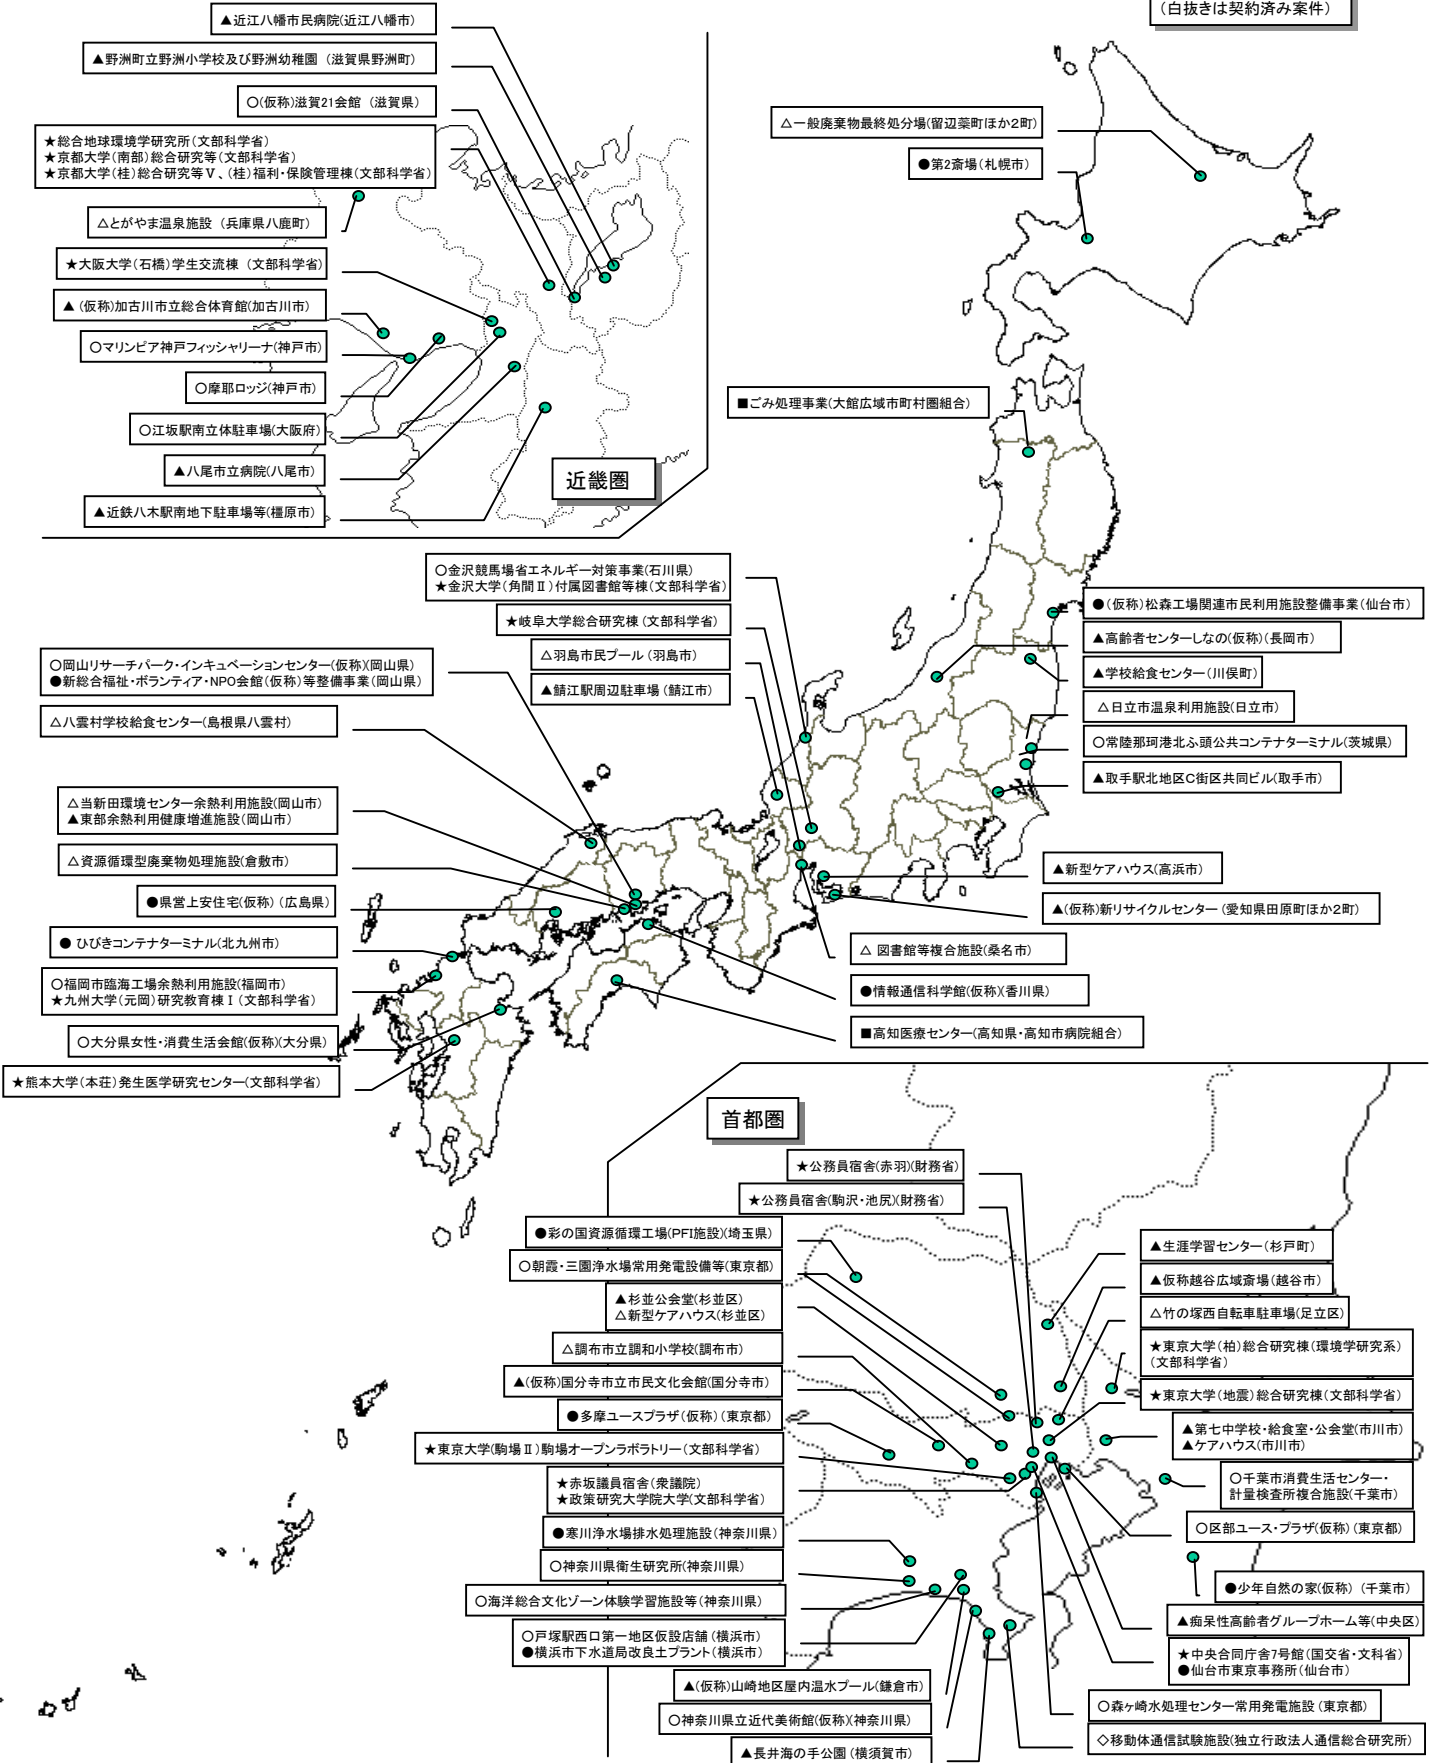 (白抜きは契約済み案件)
▲近江八幡市民病院(近江八幡市)
▲野洲町立野洲小学校及び野洲幼稚園 (滋賀県野洲町)
○(仮称)滋賀21会館 (滋賀県)
★総合地球環境学研究所(文部科学省)
★京都大学(南部)総合研究等(文部科学省)
★京都大学(桂)総合研究等Ⅴ、(桂)福利・保険管理棟(文部科学省)
△とがやま温泉施設 (兵庫県八鹿町)
★大阪大学(石橋)学生交流棟 (文部科学省)
▲(仮称)加古川市立総合体育館(加古川市)
○マリンピア神戸フィッシャリーナ(神戸市)
○摩耶ロッジ(神戸市)
○江坂駅南立体駐車場(大阪府)
▲八尾市立病院(八尾市)
▲近鉄八木駅南地下駐車場等(橿原市)
近畿圏
△一般廃棄物最終処分場(留辺蘂町ほか2町)
●第2斎場(札幌市)
■ごみ処理事業(大館広域市町村圏組合)
○金沢競馬場省エネルギー対策事業(石川県)
★金沢大学(角間Ⅱ)付属図書館等棟(文部科学省)
★岐阜大学総合研究棟(文部科学省)
△羽島市民プール(羽島市)
▲鯖江駅周辺駐車場(鯖江市)
●(仮称)松森工場関連市民利用施設整備事業(仙台市)
▲高齢者センターしなの(仮称)(長岡市)
▲学校給食センター(川俣町)
△日立市温泉利用施設(日立市)
○常陸那珂港北ふ頭公共コンテナターミナル(茨城県)
▲取手駅北地区C街区共同ビル(取手市)
○岡山リサーチパーク・インキュベーションセンター(仮称)(岡山県)
●新総合福祉・ボランティア・NPO会館(仮称)等整備事業(岡山県)
△八雲村学校給食センター(島根県八雲村)
△当新田環境センター余熱利用施設(岡山市)
▲東部余熱利用健康増進施設(岡山市)
△資源循環型廃棄物処理施設(倉敷市)
●県営上安住宅(仮称)(広島県)
● ひびきコンテナターミナル(北九州市)
○福岡市臨海工場余熱利用施設(福岡市)
★九州大学(元岡)研究教育棟Ⅰ(文部科学省)
○大分県女性・消費生活会館(仮称)(大分県)
★熊本大学(本荘)発生医学研究センター(文部科学省)
▲新型ケアハウス(高浜市)
▲(仮称)新リサイクルセンター(愛知県田原町ほか2町)
△ 図書館等複合施設(桑名市)
●情報通信科学館(仮称)(香川県)
■高知医療センター(高知県・高知市病院組合)
首都圏
★公務員宿舎(赤羽)(財務省)
★公務員宿舎(駒沢・池尻)(財務省)
●彩の国資源循環工場(PFI施設)(埼玉県)
○朝霞・三園浄水場常用発電設備等(東京都)
▲杉並公会堂(杉並区)
△新型ケアハウス(杉並区)
△調布市立調和小学校(調布市)
▲(仮称)国分寺市立市民文化会館(国分寺市)
●多摩ユースプラザ(仮称)(東京都)
★東京大学(駒場Ⅱ)駒場オープンラボラトリー(文部科学省)
★赤坂議員宿舎(衆議院)
★政策研究大学院大学(文部科学省)
●寒川浄水場排水処理施設(神奈川県)
○神奈川県衛生研究所(神奈川県)
○海洋総合文化ゾーン体験学習施設等(神奈川県)
○戸塚駅西口第一地区仮設店舗(横浜市)
●横浜市下水道局改良土プラント(横浜市)
▲(仮称)山崎地区屋内温水プール(鎌倉市)
○神奈川県立近代美術館(仮称)(神奈川県)
▲長井海の手公園(横須賀市)
▲生涯学習センター(杉戸町)
▲仮称越谷広域斎場(越谷市)
△竹の塚西自転車駐車場(足立区)
★東京大学(柏)総合研究棟(環境学研究系)
(文部科学省)
★東京大学(地震)総合研究棟(文部科学省)
▲第七中学校・給食室・公会堂(市川市)
▲ケアハウス(市川市)
○千葉市消費生活センター・
計量検査所複合施設(千葉市)
○区部ユース・プラザ(仮称)(東京都)
●少年自然の家(仮称)(千葉市)
▲痴呆性高齢者グループホーム等(中央区)
★中央合同庁舎7号館(国交省・文科省)
●仙台市東京事務所(仙台市)
○森ヶ崎水処理センター常用発電施設(東京都)
◇移動体通信試験施設(独立行政法人通信総合研究所)